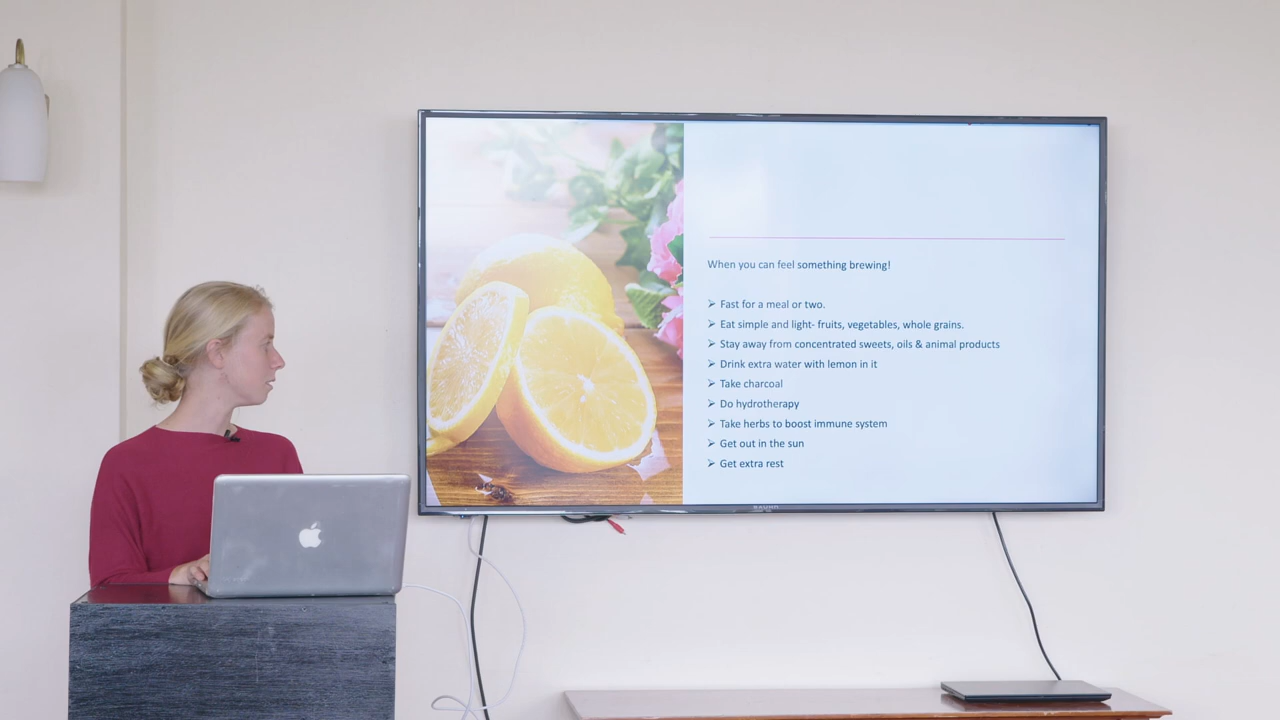 When you can feel something brewing!
Fast for a meal or two.
Eat simple and light- fruits, vegetables, whole grains.
Stay away from concentrated sweets, oils & animal products
Drink extra water with lemon in it
Take charcoal
Do hydrotherapy
Take herbs to boost immune system
Get out in the sun
Get extra rest